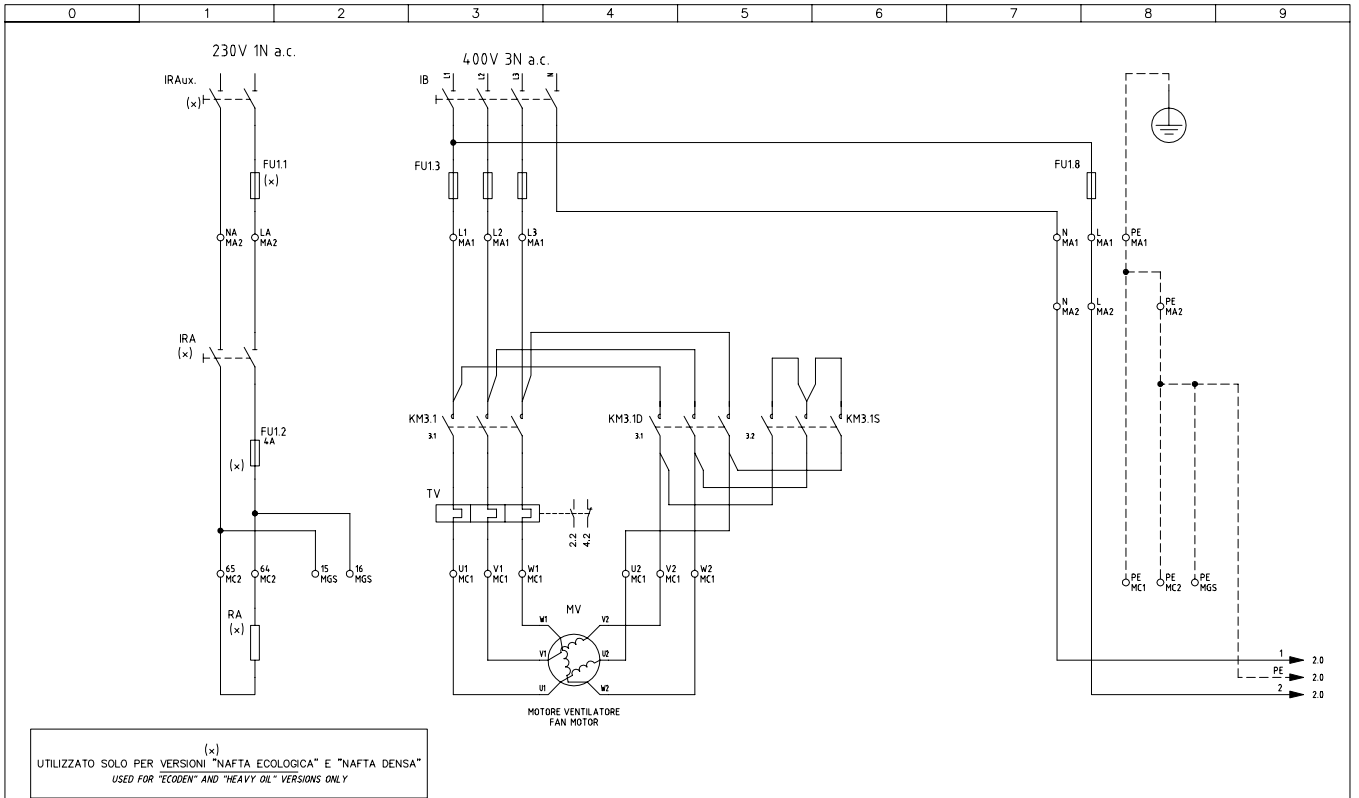 0 1 2 3 4 5 6 7 8 9
230V 1N a.c.
400V 3N a.c.
IRAux.
(x)
IB
L1 L2 L3 N
FU1.1
(x)
FU1.3
FU1.8
NA
MA2
LA
MA2
L1
MA1
L2
MA1
L3
MA1
N
MA1
L
MA1
PE
MA1
N
MA2
L
MA2
PE
MA2
IRA
(x)
KM3.1
3.1
KM3.1D
3.1
3.2
KM3.1S
FU1.2
4A
(x)
TV
2.2
4.2
65
MC2
64
MC2
15
MGS
16
MGS
U1
MC1
V1
MC1
W1
MC1
U2
MC1
V2
MC1
W2
MC1
PE
MC1
PE
MC2
PE
MGS
RA
(x)
MV
W1 V2
V1 U2
U1 W2
MOTORE VENTILATORE
FAN MOTOR
1 2.0
PE 2.0
2 2.0
(x)
UTILIZZATO SOLO PER VERSIONI "NAFTA ECOLOGICA" E "NAFTA DENSA"
USED FOR "ECODEN" AND "HEAVY OIL" VERSIONS ONLY